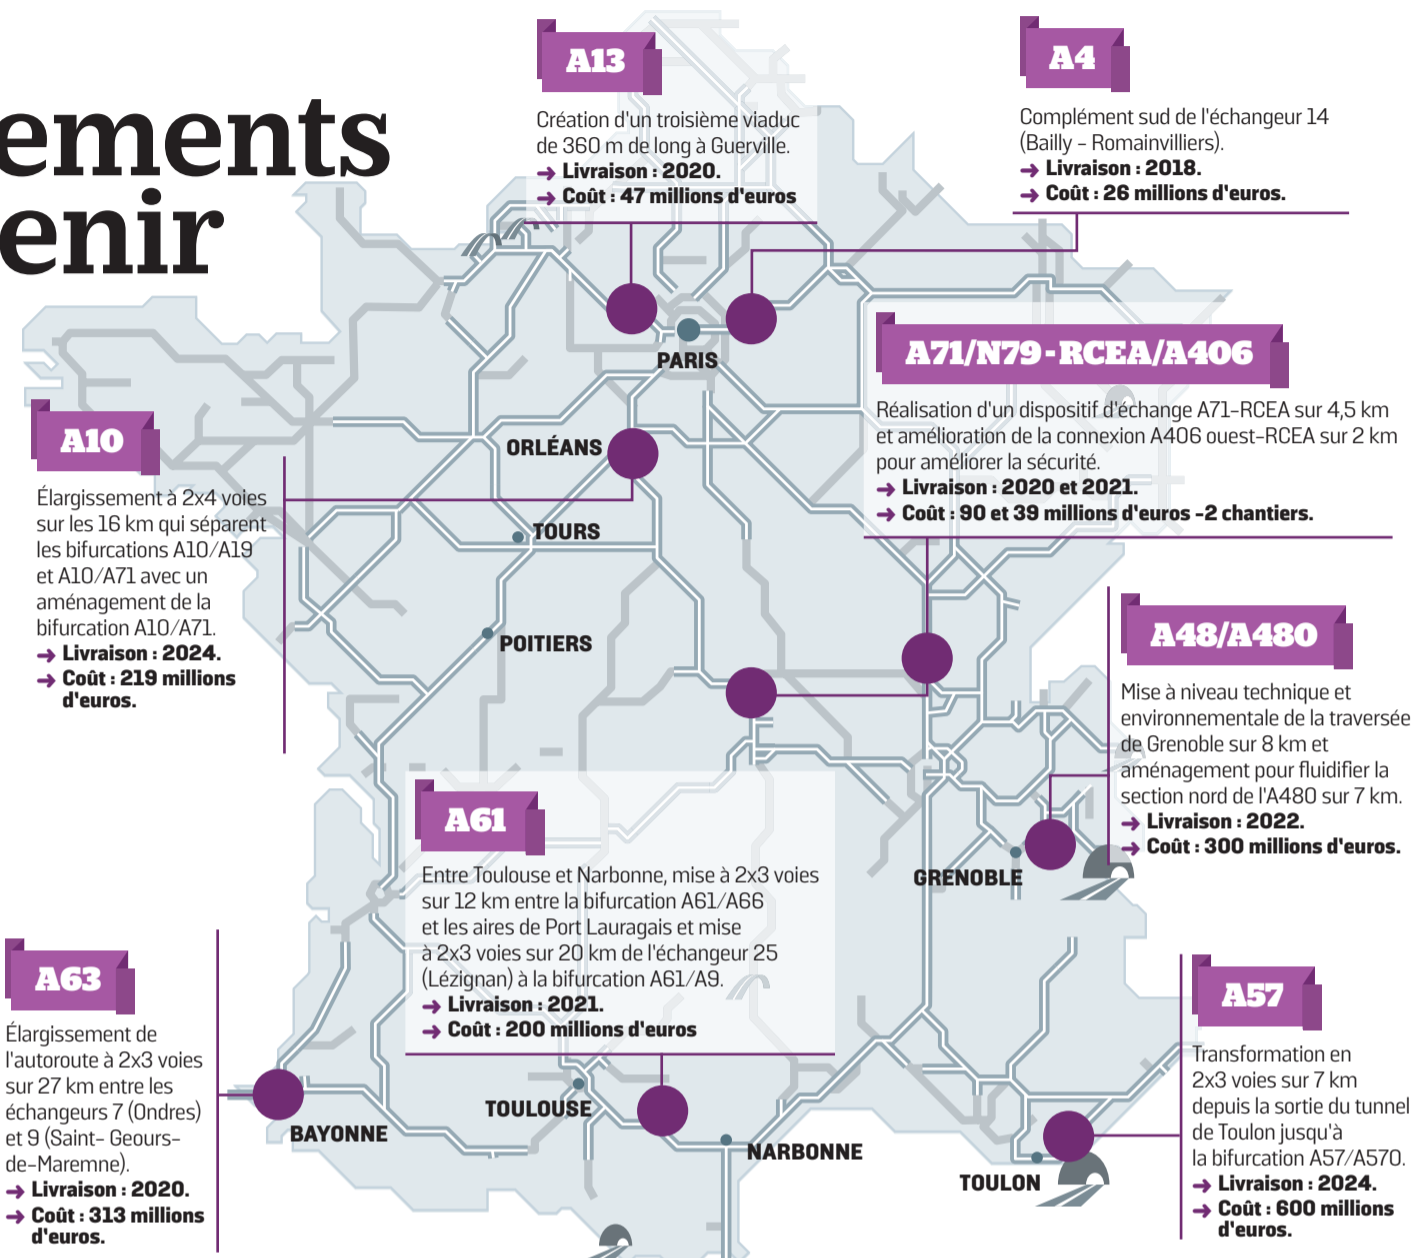 ements
enir
A13
Création d'un troisième viaduc
de 360 m de long à Guerville.
➔ Livraison : 2020.
➔ Coût : 47 millions d'euros
A4
Complément sud de l'échangeur 14
(Bailly – Romainvilliers).
➔ Livraison : 2018.
➔ Coût : 26 millions d'euros.
PARIS
A71/N79 - RCEA/A406
Réalisation d'un dispositif d'échange A71-RCEA sur 4,5 km
et amélioration de la connexion A406 ouest-RCEA sur 2 km
pour améliorer la sécurité.
➔ Livraison : 2020 et 2021.
➔ Coût : 90 et 39 millions d'euros -2 chantiers.
A10
Élargissement à 2x4 voies
sur les 16 km qui séparent
les bifurcations A10/A19
et A10/A71 avec un
aménagement de la
bifurcation A10/A71.
➔ Livraison : 2024.
➔ Coût : 219 millions
d'euros.
ORLÉANS
TOURS
POITIERS
A48/A480
Mise à niveau technique et
environnementale de la traversée
de Grenoble sur 8 km et
aménagement pour fluidifier la
section nord de l'A480 sur 7 km.
➔ Livraison : 2022.
➔ Coût : 300 millions d'euros.
GRENOBLE
A61
Entre Toulouse et Narbonne, mise à 2x3 voies
sur 12 km entre la bifurcation A61/A66
et les aires de Port Lauragais et mise
à 2x3 voies sur 20 km de l'échangeur 25
(Lézignan) à la bifurcation A61/A9.
➔ Livraison : 2021.
➔ Coût : 200 millions d'euros
A63
Élargissement de
l'autoroute à 2x3 voies
sur 27 km entre les
échangeurs 7 (Ondres)
et 9 (Saint- Geours-
de-Maremne).
➔ Livraison : 2020.
➔ Coût : 313 millions
d'euros.
BAYONNE
TOULOUSE
NARBONNE
TOULON
A57
Transformation en
2x3 voies sur 7 km
depuis la sortie du tunnel
de Toulon jusqu'à
la bifurcation A57/A570.
➔ Livraison : 2024.
➔ Coût : 600 millions
d'euros.